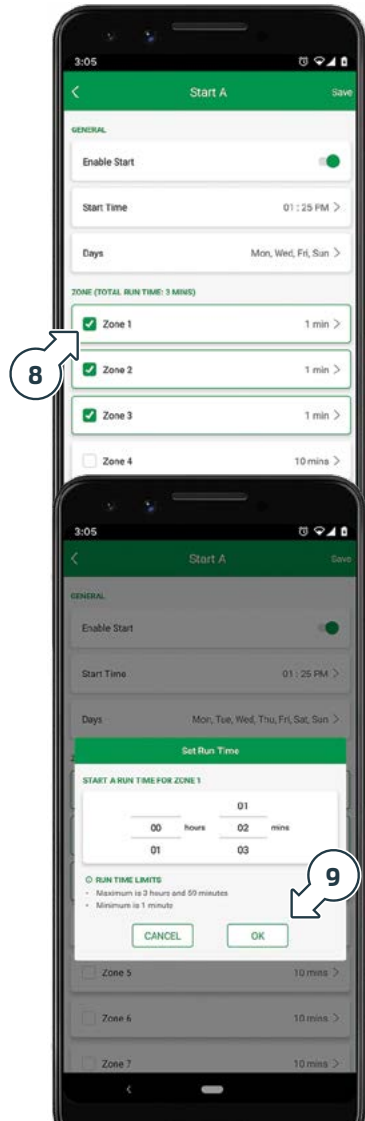 3:05
Start A Save
GENERAL
Enable Start
Start Time 01 : 25 PM >
Days Mon, Wed, Fri, Sun >
ZONE (TOTAL RUN TIME: 3 MINS)
Zone 1 1 min >
8
Zone 2 1 min >
Zone 3 1 min >
Zone 4 10 mins >
3:05
Start A Save
GENERAL
Enable Start
Start Time 01 : 25 PM >
Days Mon, Tue, Wed, Thu, Fri, Sat, Sun >
Set Run Time
START A RUN TIME FOR ZONE 1
01
00 hours 02 mins
01 03
RUN TIME LIMITS
• Maximum is 3 hours and 59 minutes
• Minimum is 1 minute
9
CANCEL OK
Zone 5 10 mins >
Zone 6 10 mins >
Zone 7 10 mins >